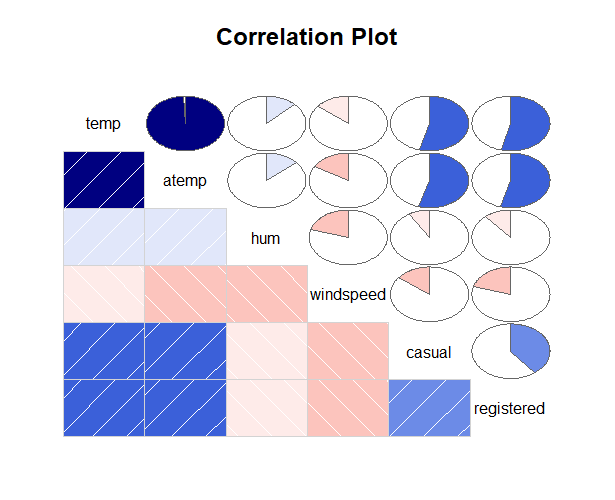 Correlation Plot
temp
atemp
hum
windspeed
casual
registered